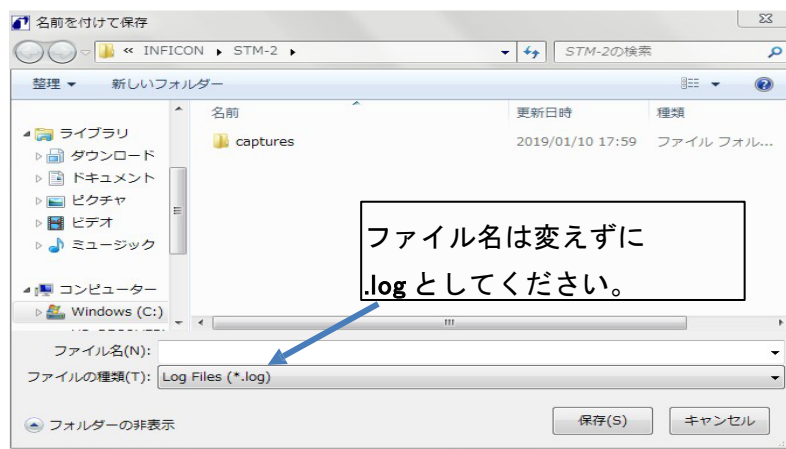 名前を付けて保存
« INFICON ▸ STM-2 ▸
STM-2の検索
整理 ▼ 新しいフォルダー
名前 更新日時 種類
ライブラリ
captures 2019/01/10 17:59 ファイル フォル...
ダウンロード
ドキュメント
ピクチャ
ビデオ
ミュージック
ファイル名は変えずに
.log としてください。
コンピューター
Windows (C:)
ファイル名(N):
ファイルの種類(T): Log Files (*.log)
フォルダーの非表示 保存(S) キャンセル